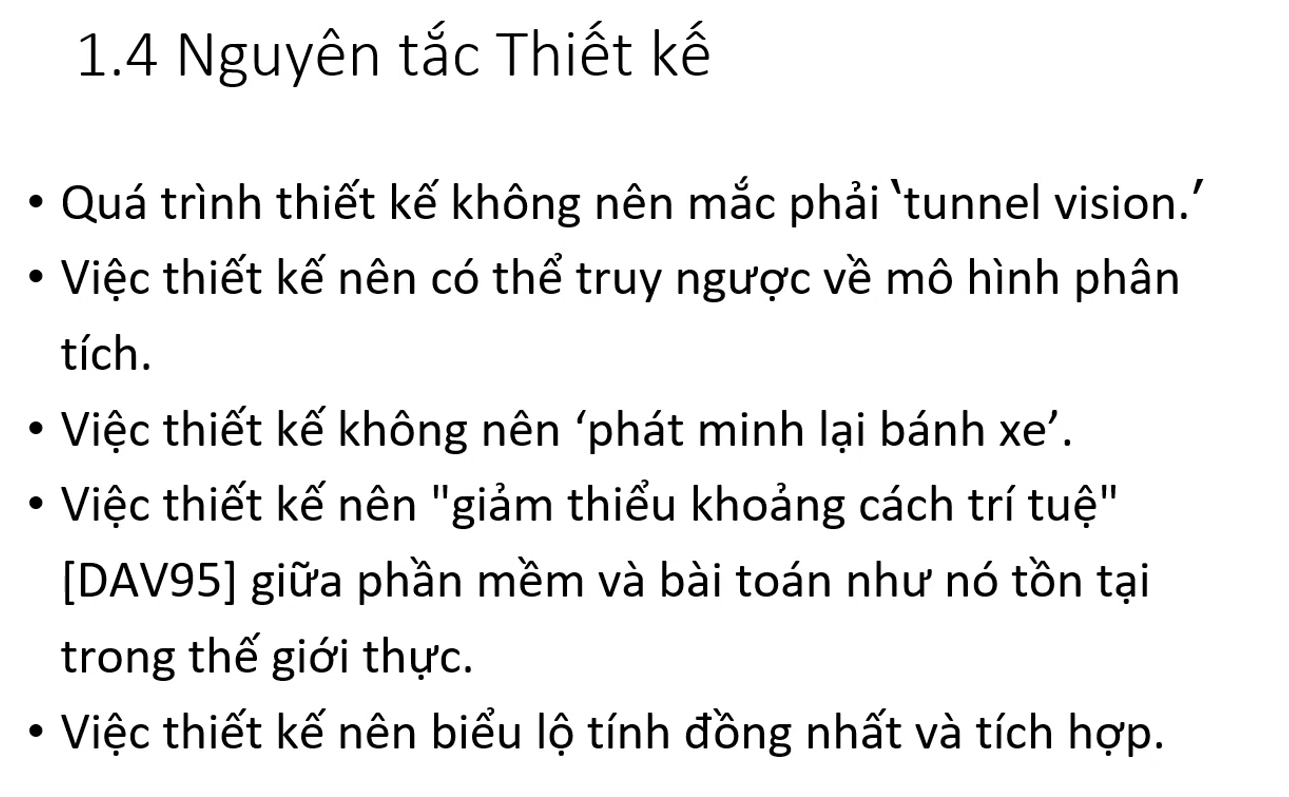 1.4 Nguyên tắc Thiết kế
• Quá trình thiết kế không nên mắc phải ‘tunnel vision.’
• Việc thiết kế nên có thể truy ngược về mô hình phân
tích.
• Việc thiết kế không nên ‘phát minh lại bánh xe’.
• Việc thiết kế nên "giảm thiểu khoảng cách trí tuệ"
[DAV95] giữa phần mềm và bài toán như nó tồn tại
trong thế giới thực.
• Việc thiết kế nên biểu lộ tính đồng nhất và tích hợp.